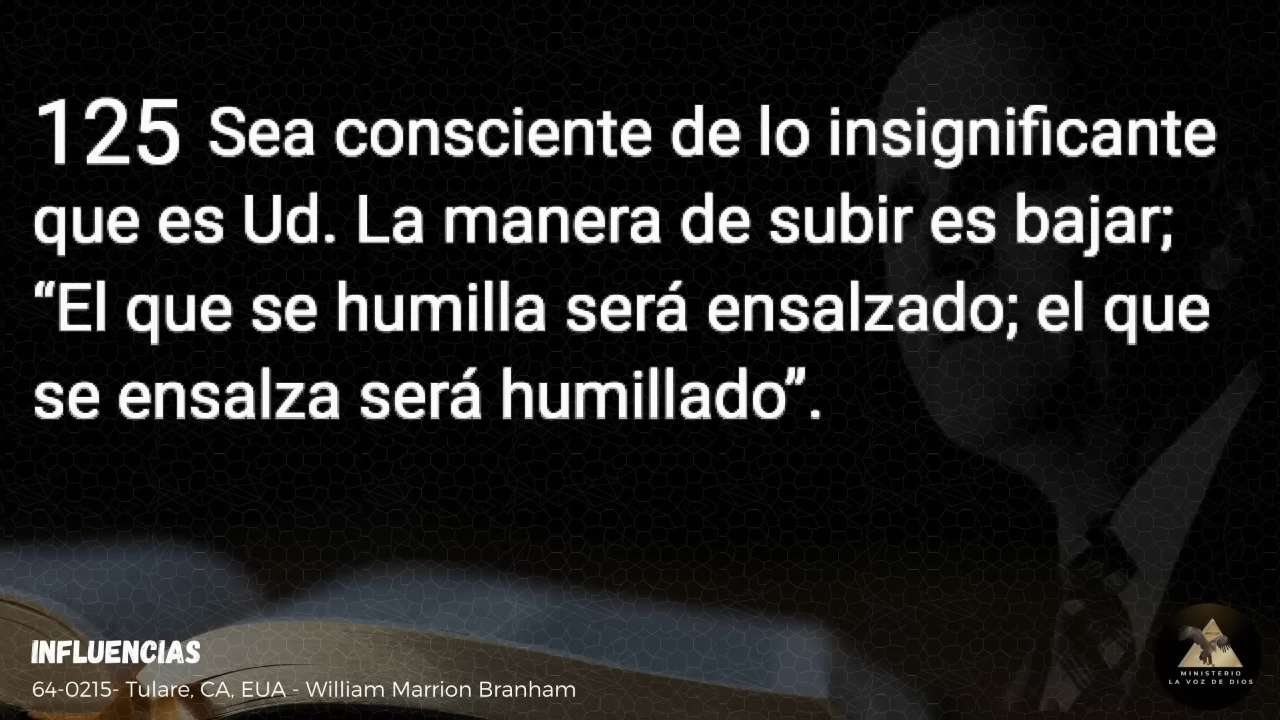 125 Sea consciente de lo insignificante
que es Ud. La manera de subir es bajar;
“El que se humilla será ensalzado; el que
se ensalza será humillado”.
INFLUENCIAS
64-0215- Tulare, CA, EUA - William Marrion Branham
MINISTERIO
LA VOZ DE DIOS